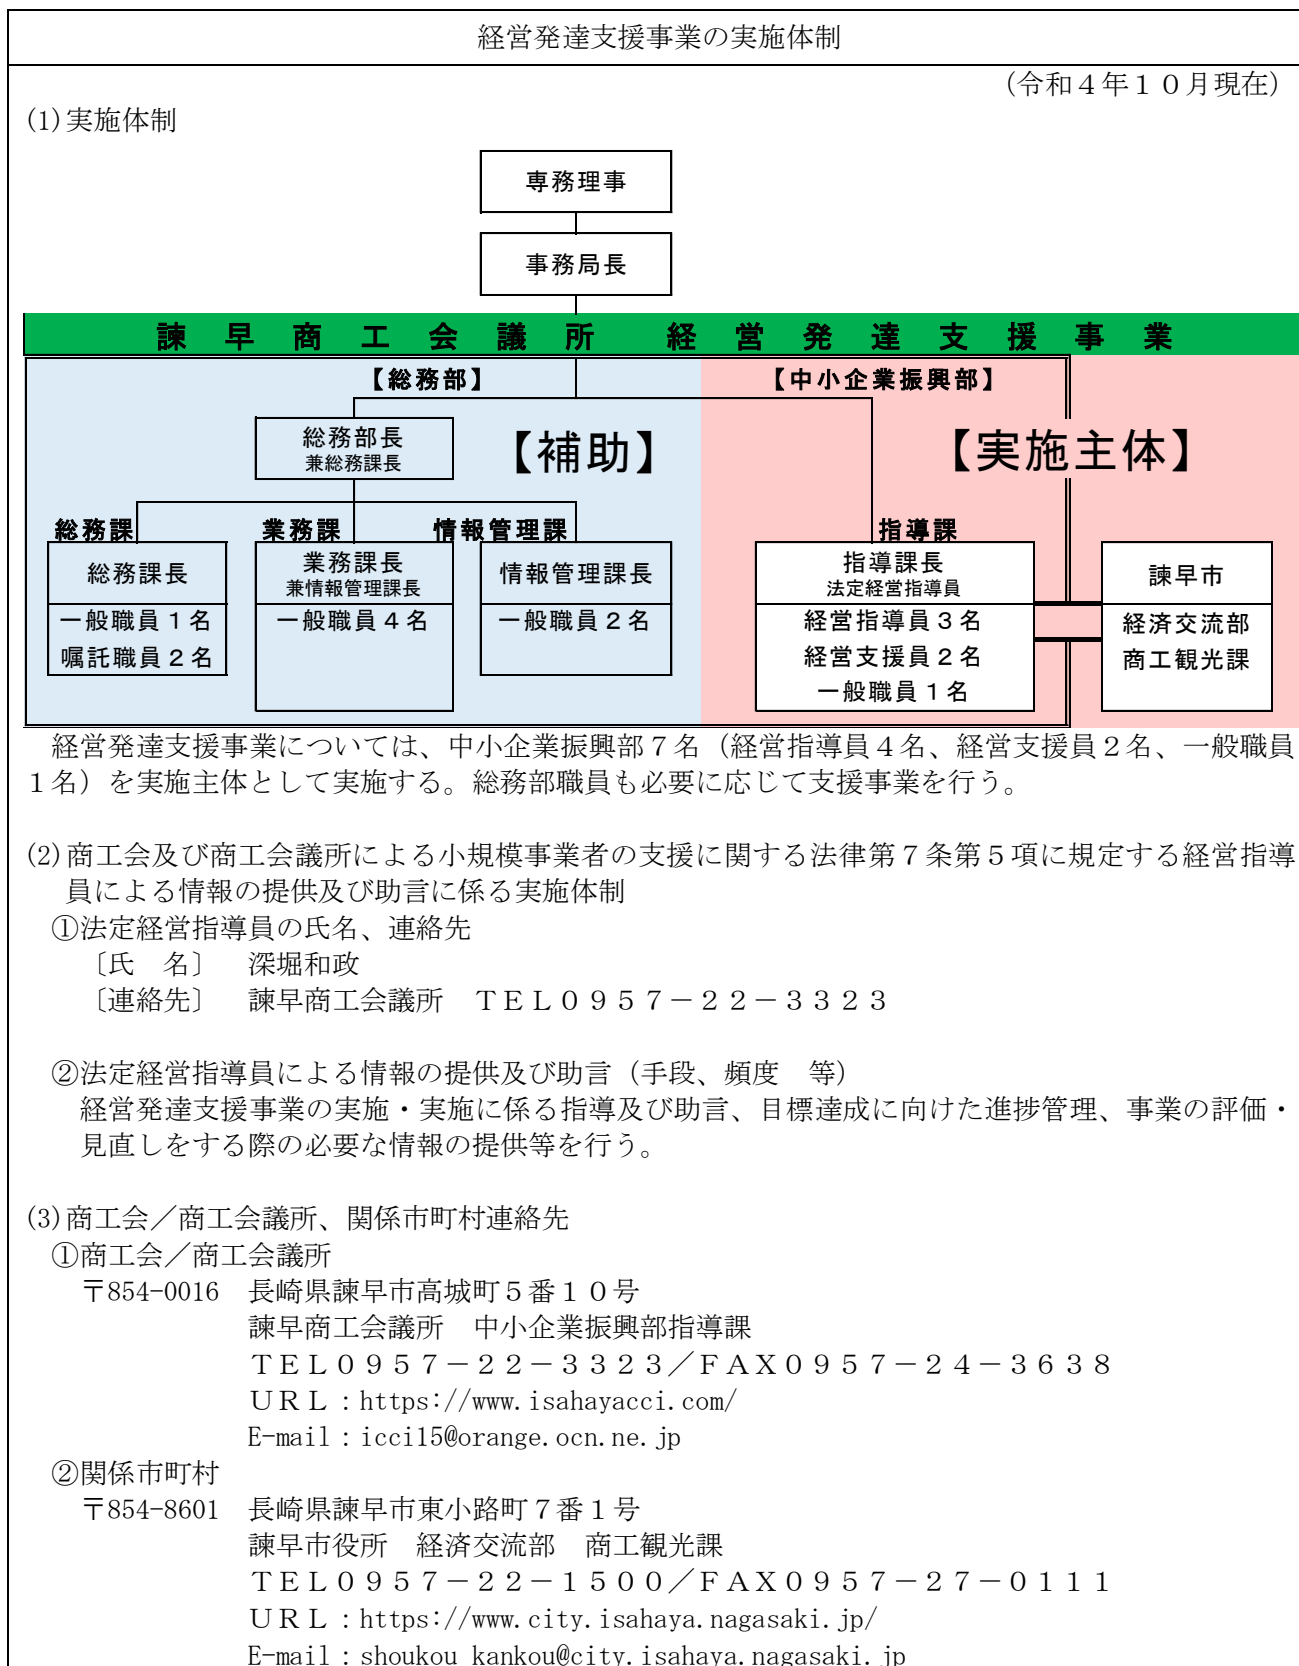 経営発達支援事業の実施体制
(令和４年１０月現在)
(1)実施体制
専務理事
事務局長
諫早商工会議所　経営発達支援事業
【総務部】
【中小企業振興部】
総務部長
兼総務課長
【補助】
【実施主体】
総務課
業務課
情報管理課
指導課
総務課長
一般職員１名
嘱託職員２名
業務課長
兼情報管理課長
一般職員４名
情報管理課長
一般職員２名
指導課長
法定経営指導員
経営指導員３名
経営支援員２名
一般職員1名
諫早市
経済交流部
商工観光課
経営発達支援事業については、中小企業振興部７名（経営指導員４名、経営支援員２名、一般職員
１名）を実施主体として実施する。総務部職員も必要に応じて支援事業を行う。
(2)商工会及び商工会議所による小規模事業者の支援に関する法律第７条第５項に規定する経営指導
員による情報の提供及び助言に係る実施体制
①法定経営指導員の氏名、連絡先
〔氏　名〕　深堀和政
〔連絡先〕　諫早商工会議所　ＴＥＬ０９５７－２２－３３２３
②法定経営指導員による情報の提供及び助言（手段、頻度　等）
経営発達支援事業の実施・実施に係る指導及び助言、目標達成に向けた進捗管理、事業の評価・
見直しをする際の必要な情報の提供等を行う。
(3)商工会／商工会議所、関係市町村連絡先
①商工会／商工会議所
〒854-0016　長崎県諫早市高城町５番１０号
諫早商工会議所　中小企業振興部指導課
ＴＥＬ０９５７－２２－３３２３／ＦＡＸ０９５７－２４－３６３８
ＵＲＬ：https://www.isahayacci.com/
E-mail：icci15@orange.ocn.ne.jp
②関係市町村
〒854-8601　長崎県諫早市東小路町７番１号
諫早市役所　経済交流部　商工観光課
ＴＥＬ０９５７－２２－１５００／ＦＡＸ０９５７－２７－０１１１
ＵＲＬ：https://www.city.isahaya.nagasaki.jp/
E-mail：shoukou_kankou@city.isahaya.nagasaki.jp